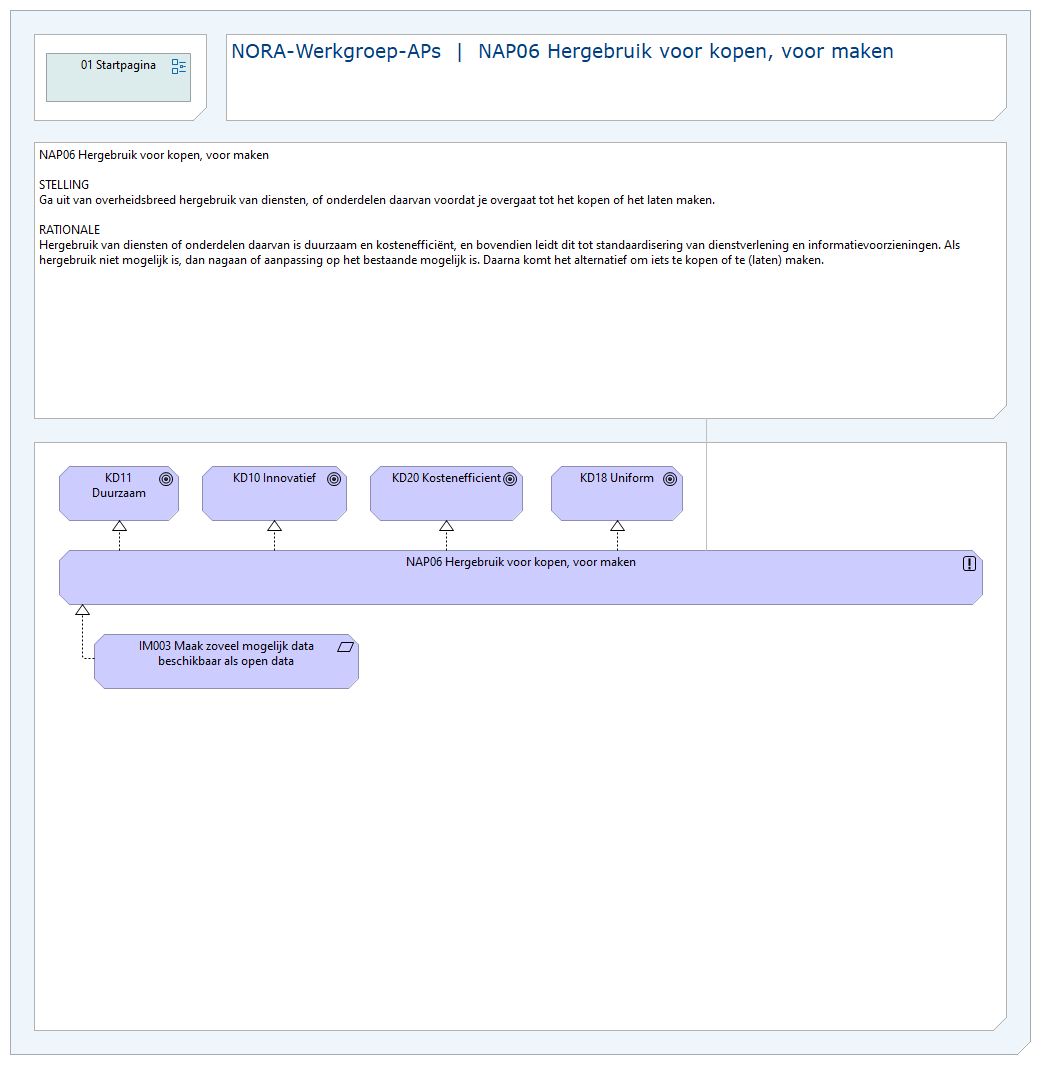 01 Startpagina
NORA-Werkgroep-APs | NAP06 Hergebruik voor kopen, voor maken
NAP06 Hergebruik voor kopen, voor maken
STELLING
Ga uit van overheidsbreed hergebruik van diensten, of onderdelen daarvan voordat je overgaat tot het kopen of het laten maken.
RATIONALE
Hergebruik van diensten of onderdelen daarvan is duurzaam en kostenefficiënt, en bovendien leidt dit tot standaardisering van dienstverlening en informatievoorzieningen. Als
hergebruik niet mogelijk is, dan nagaan of aanpassing op het bestaande mogelijk is. Daarna komt het alternatief om iets te kopen of te (laten) maken.
KD11
Duurzaam
KD10 Innovatief
KD20 Kostenefficient
KD18 Uniform
NAP06 Hergebruik voor kopen, voor maken
IM003 Maak zoveel mogelijk data
beschikbaar als open data